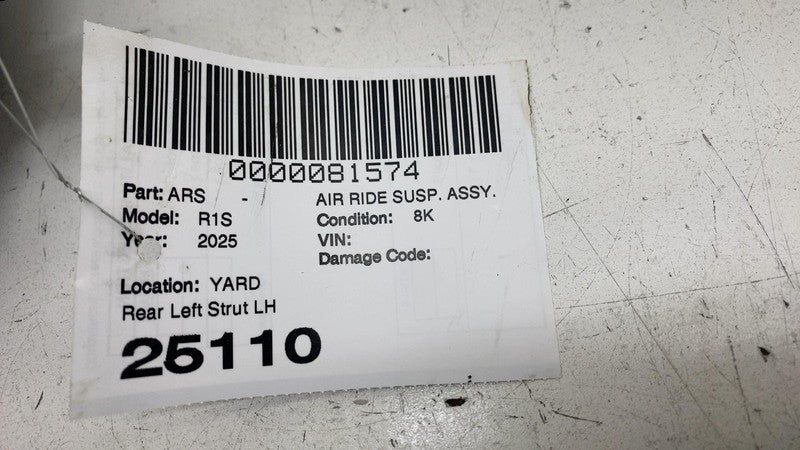 0000081574
Part: ARS - AIR RIDE SUSP. ASSY.
Model: R1S Condition: 8K
Year: 2025 VIN:
Damage Code:
Location: YARD
Rear Left Strut LH
25110